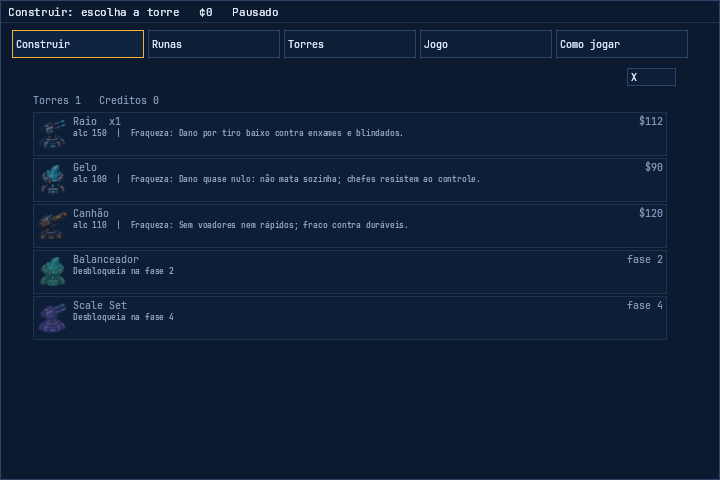 Construir: escolha a torre   ¢0   Pausado
Construir   Runas   Torres   Jogo   Como jogar
X
Torres 1   Creditos 0
Raio  x1   $112
alc 150  |  Fraqueza: Dano por tiro baixo contra enxames e blindados.
Gelo   $90
alc 100  |  Fraqueza: Dano quase nulo: não mata sozinha; chefes resistem ao controle.
Canhão   $120
alc 110  |  Fraqueza: Sem voadores nem rápidos; fraco contra duráveis.
Balanceador   fase 2
Desbloqueia na fase 2
Scale Set   fase 4
Desbloqueia na fase 4